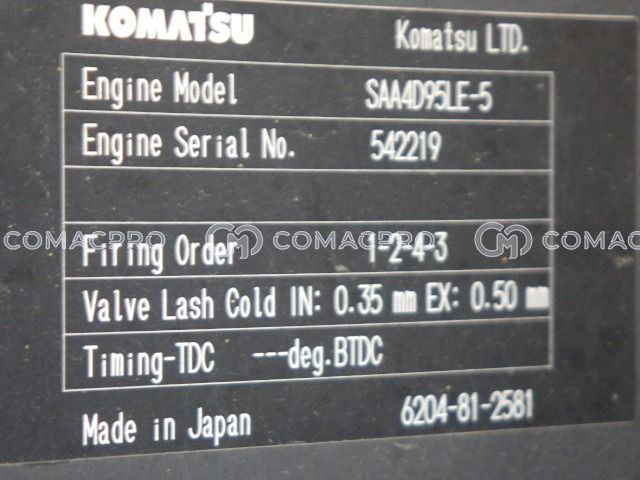 KOMATSU Komatsu LTD.
Engine Model SAA4D95LE-5
Engine Serial No. 542219
COMACPRO COMACPRO COMACPRO
Firing Order 1-2-4-3
Valve Lash Cold IN: 0.35 mm EX: 0.50 mm
Timing-TDC ---deg.BTDC
Made in Japan 6204-81-2581